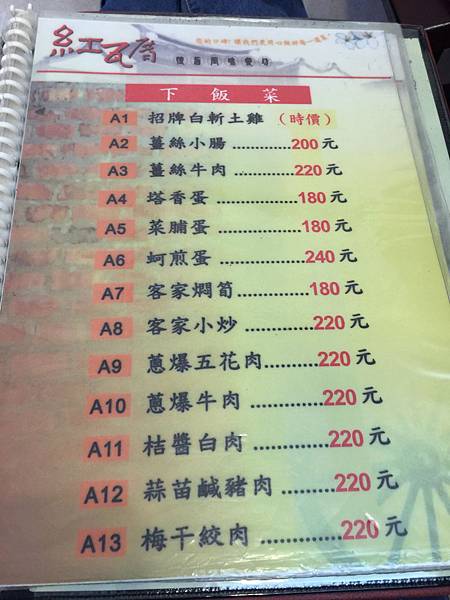 紅瓦厝
懷舊風味餐坊
下飯菜
A1 招牌白斬土雞 (時價)
A2 薑絲小腸..................200元
A3 薑絲牛肉..................220元
A4 塔香蛋.....................180元
A5 菜脯蛋.....................180元
A6 蚵煎蛋.....................240元
A7 客家燜筍..................180元
A8 客家小炒...............220元
A9 蔥爆五花肉............220元
A10 蔥爆牛肉...............220元
A11 桔醬白肉...............220元
A12 蒜苗鹹豬肉.........220元
A13 梅干絞肉...............220元